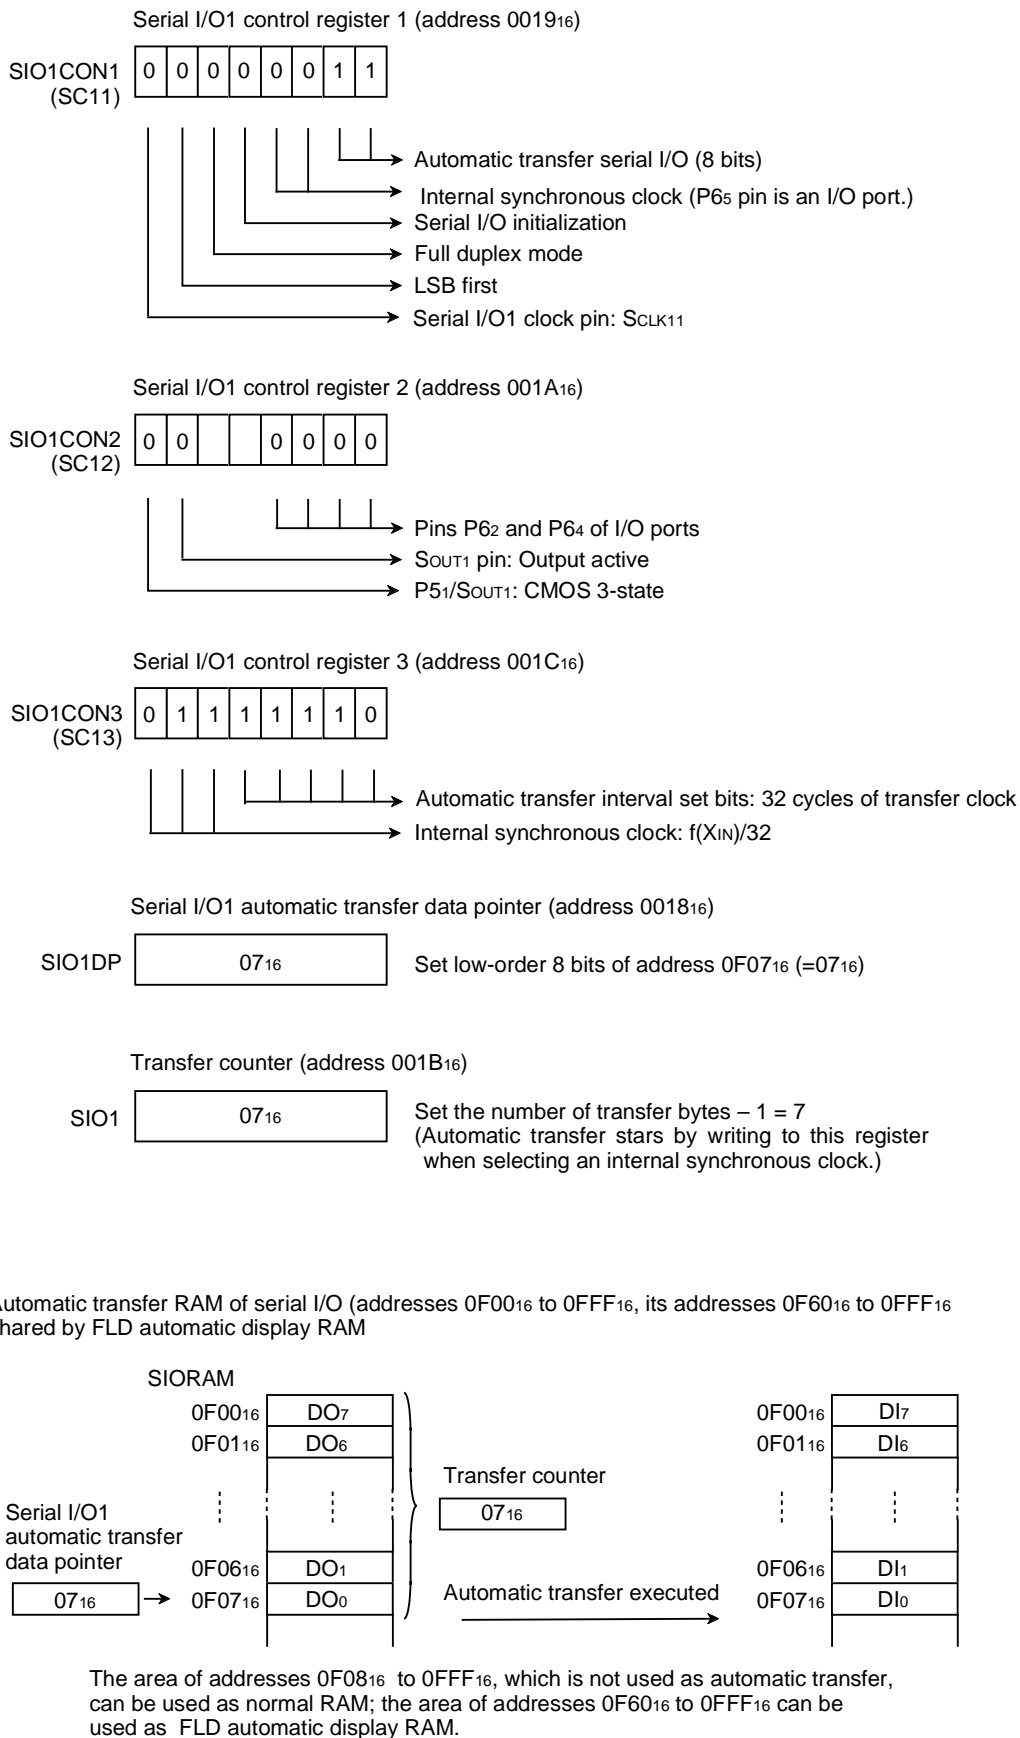 Serial I/O1 control register 1 (address 0019₁₆)
SIO1CON1 0 0 0 0 0 0 1 1
(SC11)
Automatic transfer serial I/O (8 bits)
Internal synchronous clock (P6₅ pin is an I/O port.)
Serial I/O initialization
Full duplex mode
LSB first
Serial I/O1 clock pin: SCLK11
Serial I/O1 control register 2 (address 001A₁₆)
SIO1CON2 0 0 0 0 0 0
(SC12)
Pins P6₂ and P6₄ of I/O ports
SOUT1 pin: Output active
P5₁/SOUT1: CMOS 3-state
Serial I/O1 control register 3 (address 001C₁₆)
SIO1CON3 0 1 1 1 1 1 1 0
(SC13)
Automatic transfer interval set bits: 32 cycles of transfer clock
Internal synchronous clock: f(XIN)/32
Serial I/O1 automatic transfer data pointer (address 0018₁₆)
SIO1DP 07₁₆ Set low-order 8 bits of address 0F07₁₆ (=07₁₆)
Transfer counter (address 001B₁₆)
SIO1 07₁₆ Set the number of transfer bytes – 1 = 7
(Automatic transfer stars by writing to this register
when selecting an internal synchronous clock.)
utomatic transfer RAM of serial I/O (addresses 0F00₁₆ to 0FFF₁₆, its addresses 0F60₁₆ to 0FFF₁₆
hared by FLD automatic display RAM
SIORAM
0F00₁₆ DO₇ 0F00₁₆ DI₇
0F01₁₆ DO₆ 0F01₁₆ DI₆
Transfer counter
07₁₆
Serial I/O1
automatic transfer
data pointer
0F06₁₆ DO₁ 0F06₁₆ DI₁
07₁₆ 0F07₁₆ DO₀ Automatic transfer executed 0F07₁₆ DI₀
The area of addresses 0F08₁₆ to 0FFF₁₆, which is not used as automatic transfer,
can be used as normal RAM; the area of addresses 0F60₁₆ to 0FFF₁₆ can be
used as FLD automatic display RAM.